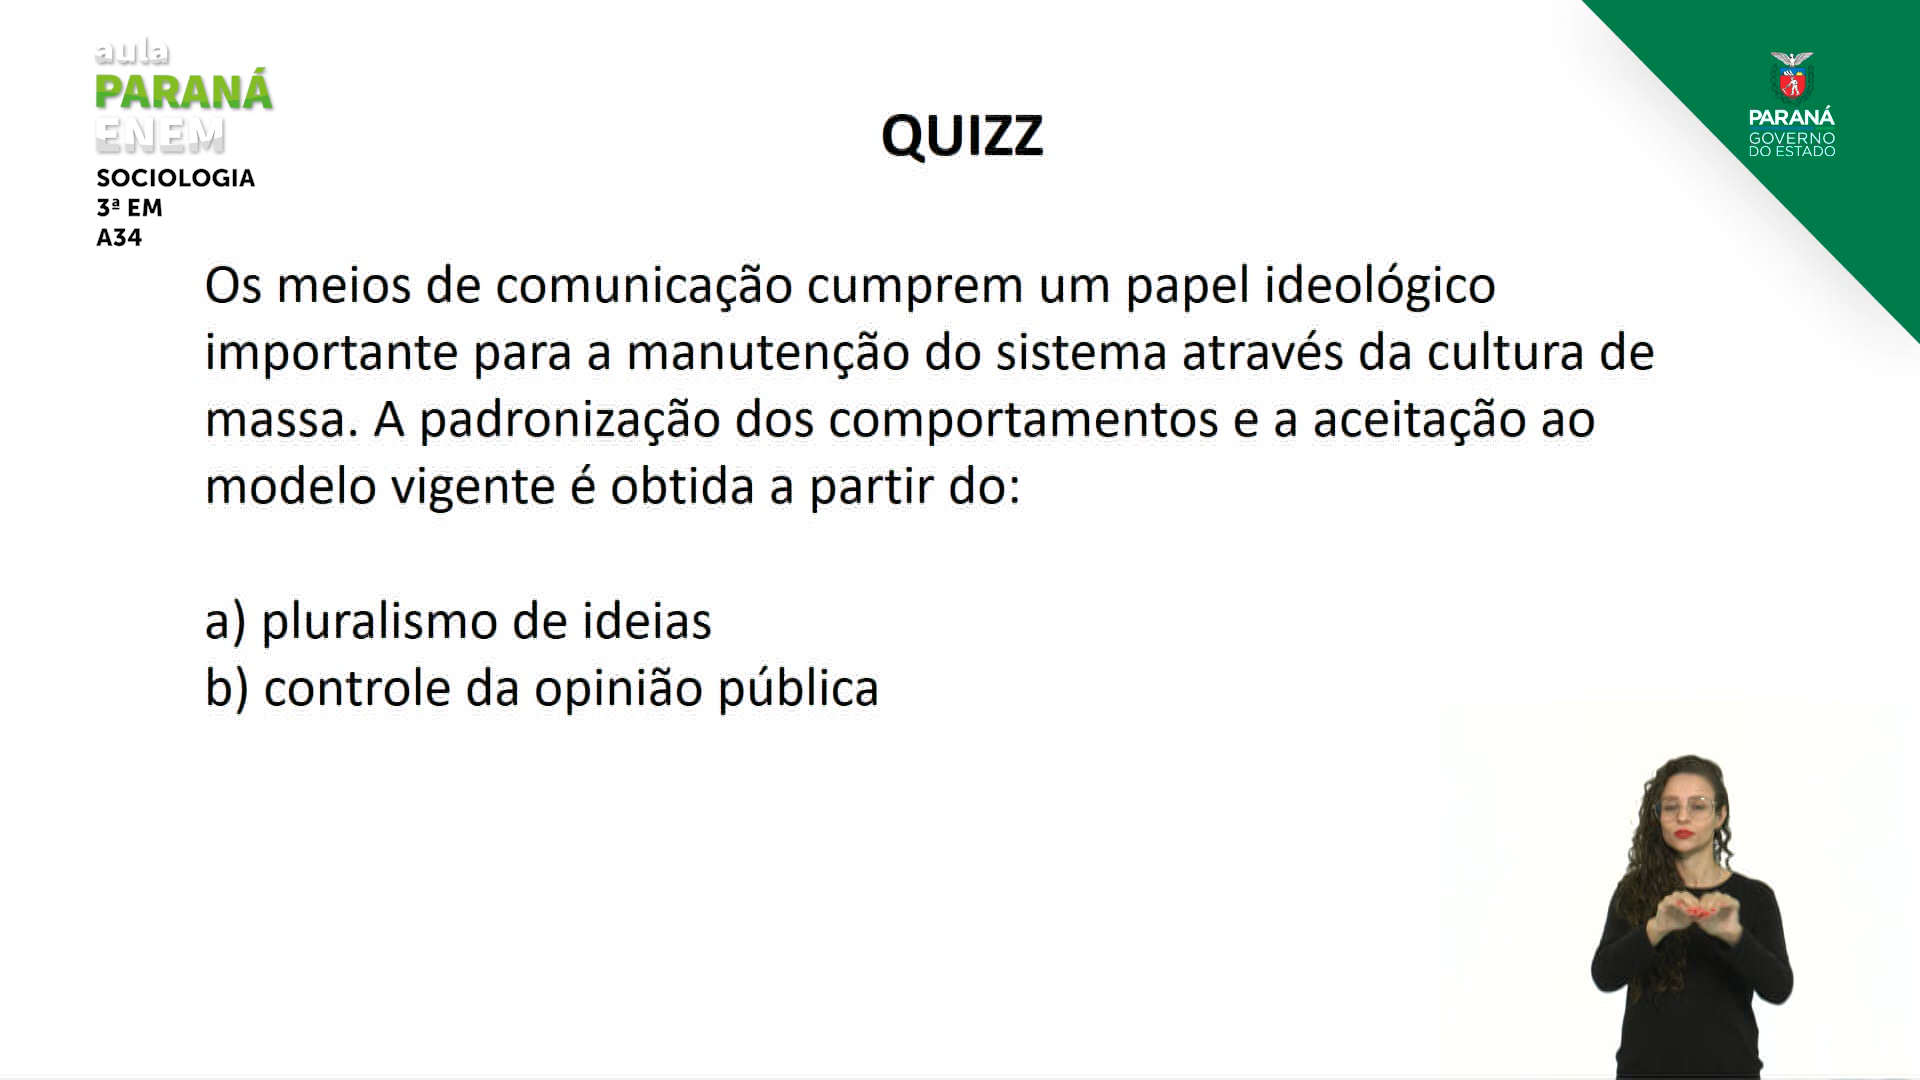 aula
PARANÁ
ENEM
SOCIOLOGIA
3ª EM
A34
QUIZZ
PARANÁ
GOVERNO
DO ESTADO
Os meios de comunicação cumprem um papel ideológico
importante para a manutenção do sistema através da cultura de
massa. A padronização dos comportamentos e a aceitação ao
modelo vigente é obtida a partir do:
a) pluralismo de ideias
b) controle da opinião pública